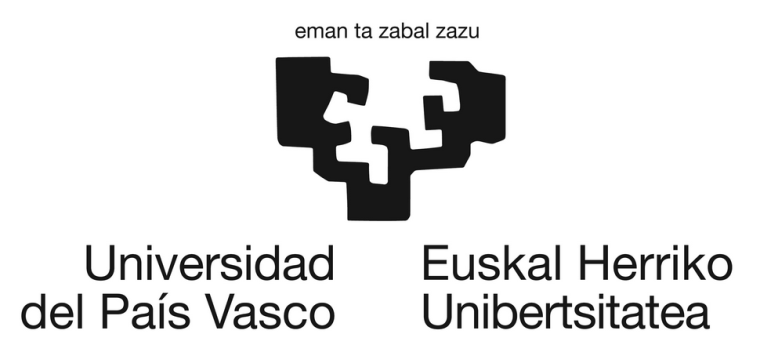 eman ta zabal zazu
Universidad
del País Vasco
Euskal Herriko
Unibertsitatea